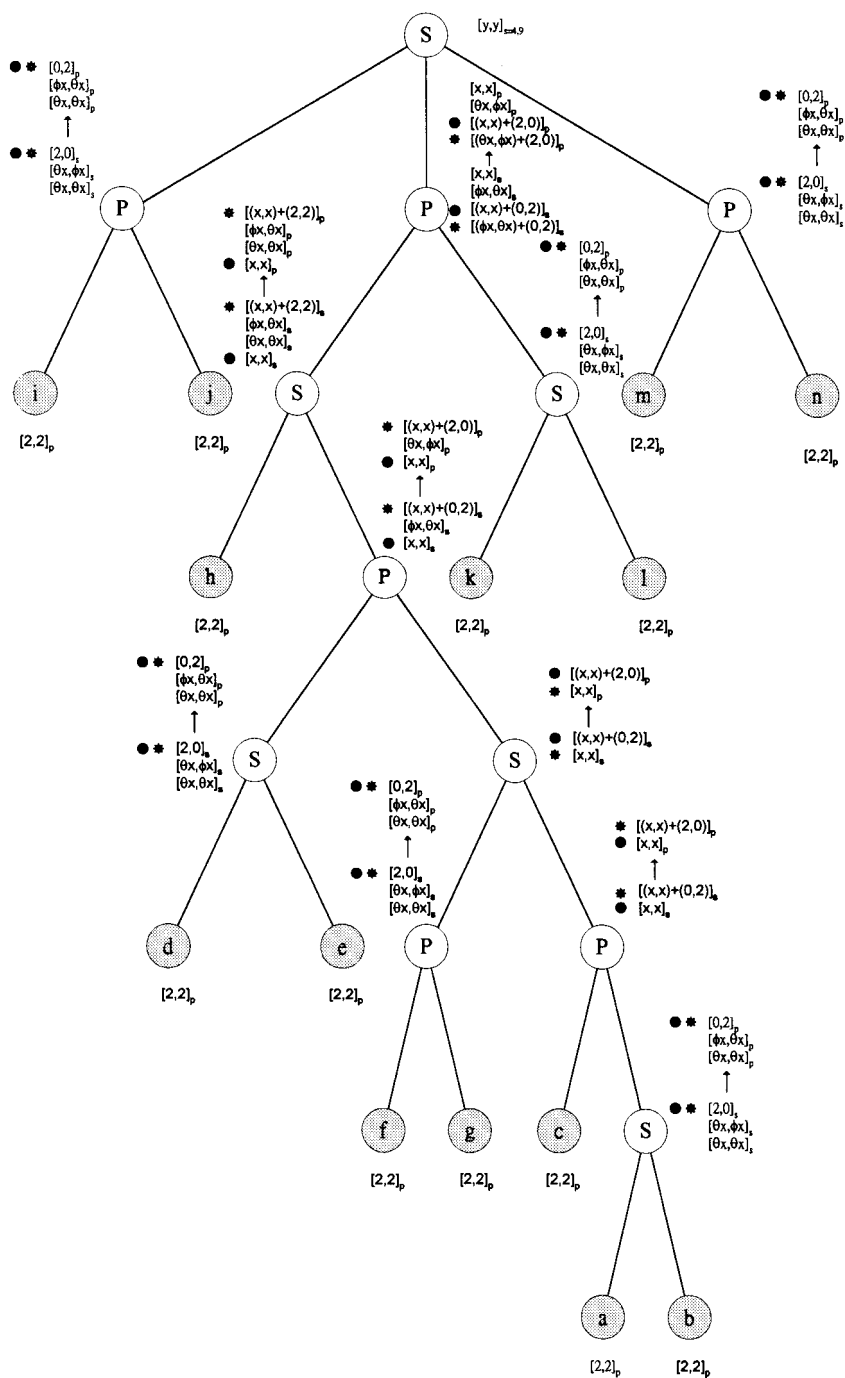 S
[y,y]ₛ₌₄,₉
● ✷ [0,2]ₚ
[ϕx,θx]ₚ
[θx,θx]ₚ
↑
● ✷ [2,0]ₛ
[θx,ϕx]ₛ
[θx,θx]ₛ
P
[x,x]ₚ
[θx,ϕx]ₚ
● [(x,x)+(2,0)]ₚ
✷ [(θx,ϕx)+(2,0)]ₚ
↑
[x,x]ₛ
[ϕx,θx]ₛ
● [(x,x)+(0,2)]ₛ
✷ [(ϕx,θx)+(0,2)]ₛ
P
● ✷ [0,2]ₚ
[ϕx,θx]ₚ
[θx,θx]ₚ
↑
● ✷ [2,0]ₛ
[θx,ϕx]ₛ
[θx,θx]ₛ
P
✷ [(x,x)+(2,2)]ₚ
[ϕx,θx]ₚ
[θx,θx]ₚ
● [x,x]ₚ
↑
✷ [(x,x)+(2,2)]ₛ
[ϕx,θx]ₛ
[θx,θx]ₛ
● [x,x]ₛ
S
● ✷ [0,2]ₚ
[ϕx,θx]ₚ
[θx,θx]ₚ
↑
● ✷ [2,0]ₛ
[θx,ϕx]ₛ
[θx,θx]ₛ
S
i
[2,2]ₚ
j
[2,2]ₚ
m
[2,2]ₚ
n
[2,2]ₚ
✷ [(x,x)+(2,0)]ₚ
[θx,ϕx]ₚ
● [x,x]ₚ
↑
✷ [(x,x)+(0,2)]ₛ
[ϕx,θx]ₛ
● [x,x]ₛ
h
[2,2]ₚ
P
k
[2,2]ₚ
l
[2,2]ₚ
● ✷ [0,2]ₚ
[ϕx,θx]ₚ
[θx,θx]ₚ
↑
● ✷ [2,0]ₛ
[θx,ϕx]ₛ
[θx,θx]ₛ
S
● [(x,x)+(2,0)]ₚ
✷ [x,x]ₚ
↑
● [(x,x)+(0,2)]ₛ
✷ [x,x]ₛ
S
● ✷ [0,2]ₚ
[ϕx,θx]ₚ
[θx,θx]ₚ
↑
● ✷ [2,0]ₛ
[θx,ϕx]ₛ
[θx,θx]ₛ
P
✷ [(x,x)+(2,0)]ₚ
● [x,x]ₚ
↑
✷ [(x,x)+(0,2)]ₛ
● [x,x]ₛ
P
d
[2,2]ₚ
e
[2,2]ₚ
● ✷ [0,2]ₚ
[ϕx,θx]ₚ
[θx,θx]ₚ
↑
● ✷ [2,0]ₛ
[θx,ϕx]ₛ
[θx,θx]ₛ
f
[2,2]ₚ
g
[2,2]ₚ
c
[2,2]ₚ
S
a
[2,2]ₚ
b
[2,2]ₚ